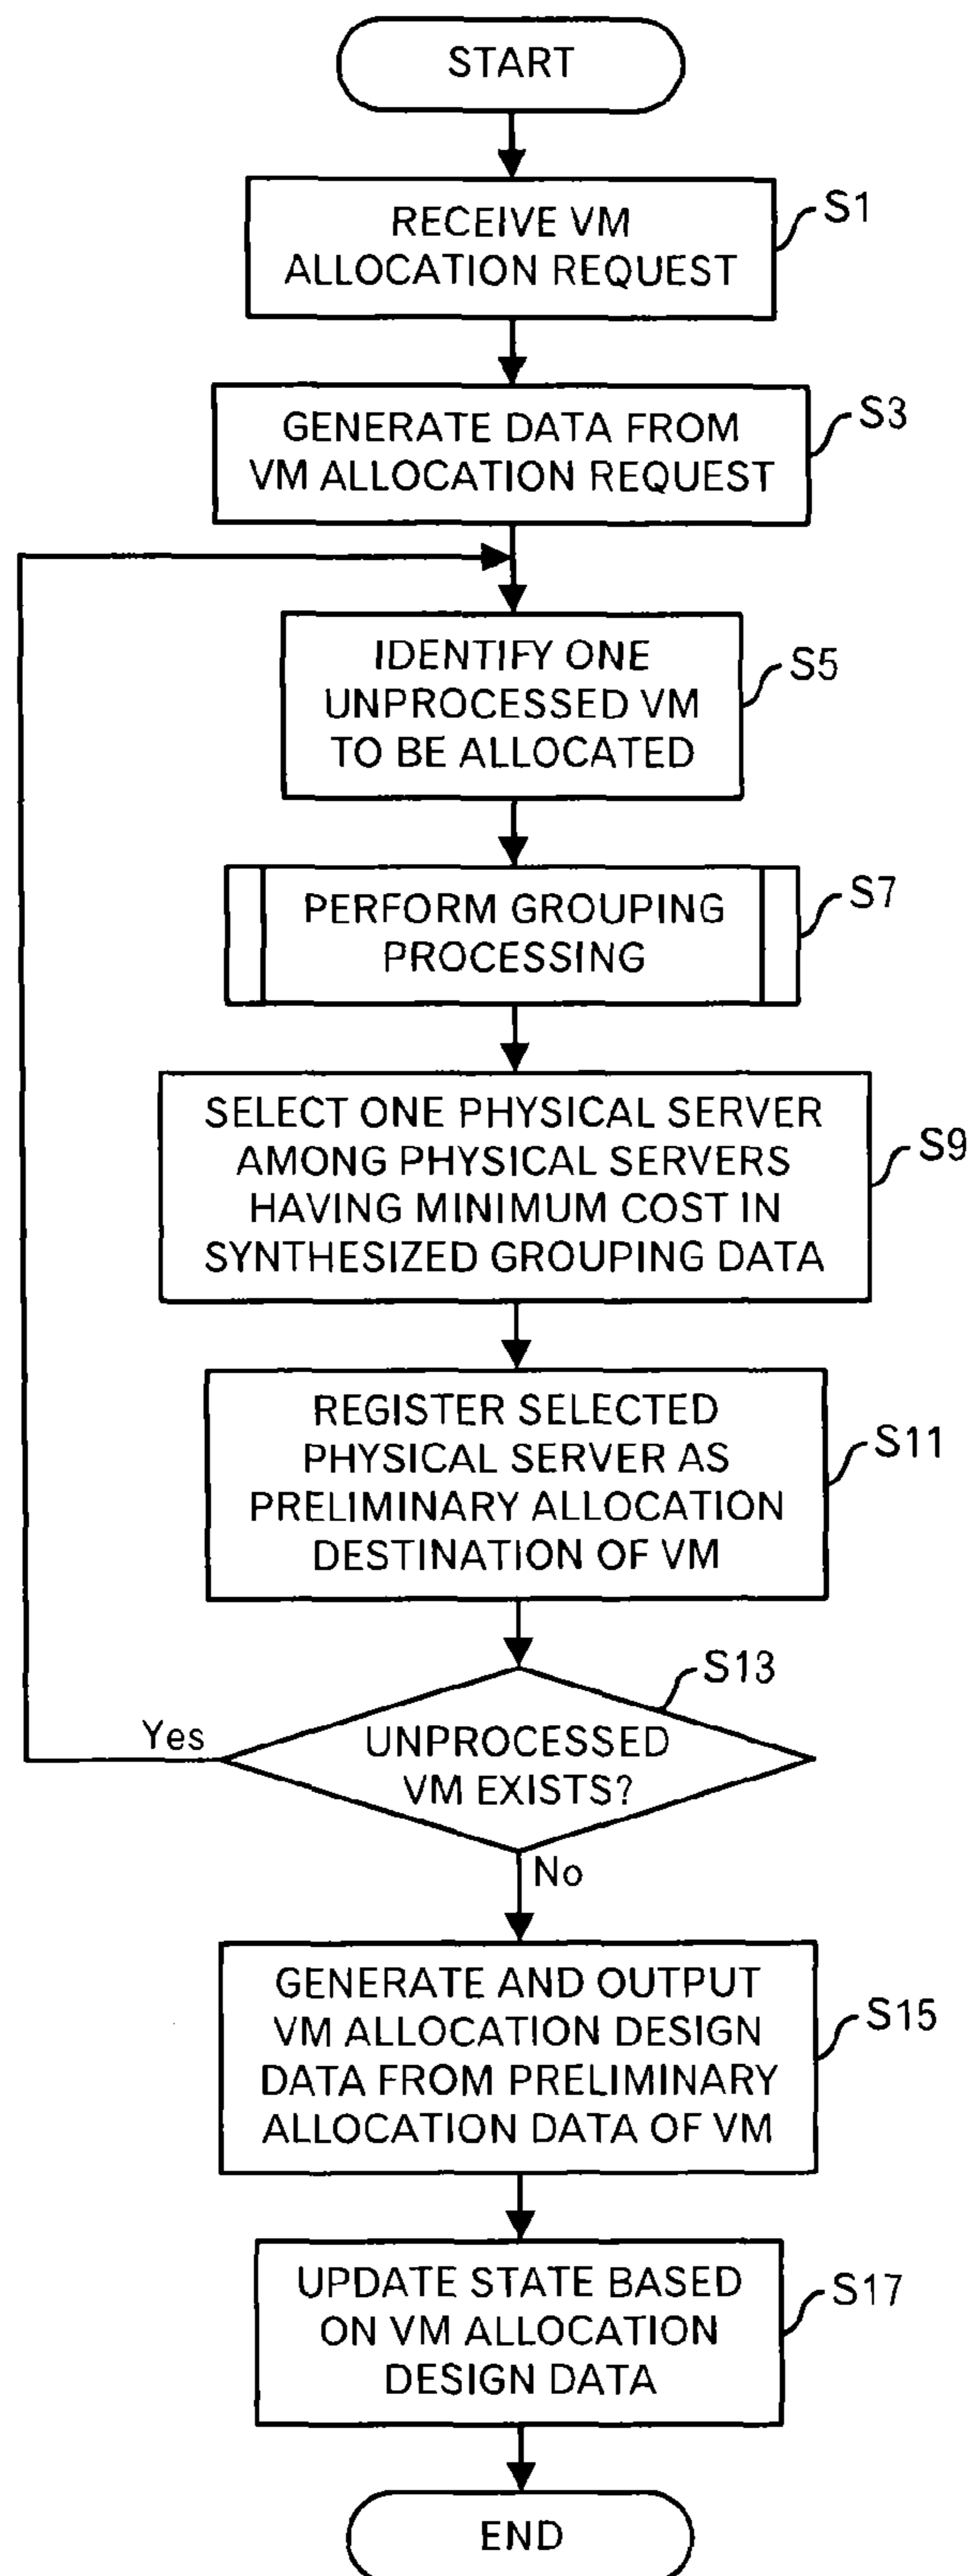 START
RECEIVE VM
ALLOCATION REQUEST
S1
GENERATE DATA FROM
VM ALLOCATION REQUEST
S3
IDENTIFY ONE
UNPROCESSED VM
TO BE ALLOCATED
S5
PERFORM GROUPING
PROCESSING
S7
SELECT ONE PHYSICAL SERVER
AMONG PHYSICAL SERVERS
HAVING MINIMUM COST IN
SYNTHESIZED GROUPING DATA
S9
REGISTER SELECTED
PHYSICAL SERVER AS
PRELIMINARY ALLOCATION
DESTINATION OF VM
S11
S13
Yes
UNPROCESSED
VM EXISTS?
No
GENERATE AND OUTPUT
VM ALLOCATION DESIGN
DATA FROM PRELIMINARY
ALLOCATION DATA OF VM
S15
UPDATE STATE BASED
ON VM ALLOCATION
DESIGN DATA
S17
END